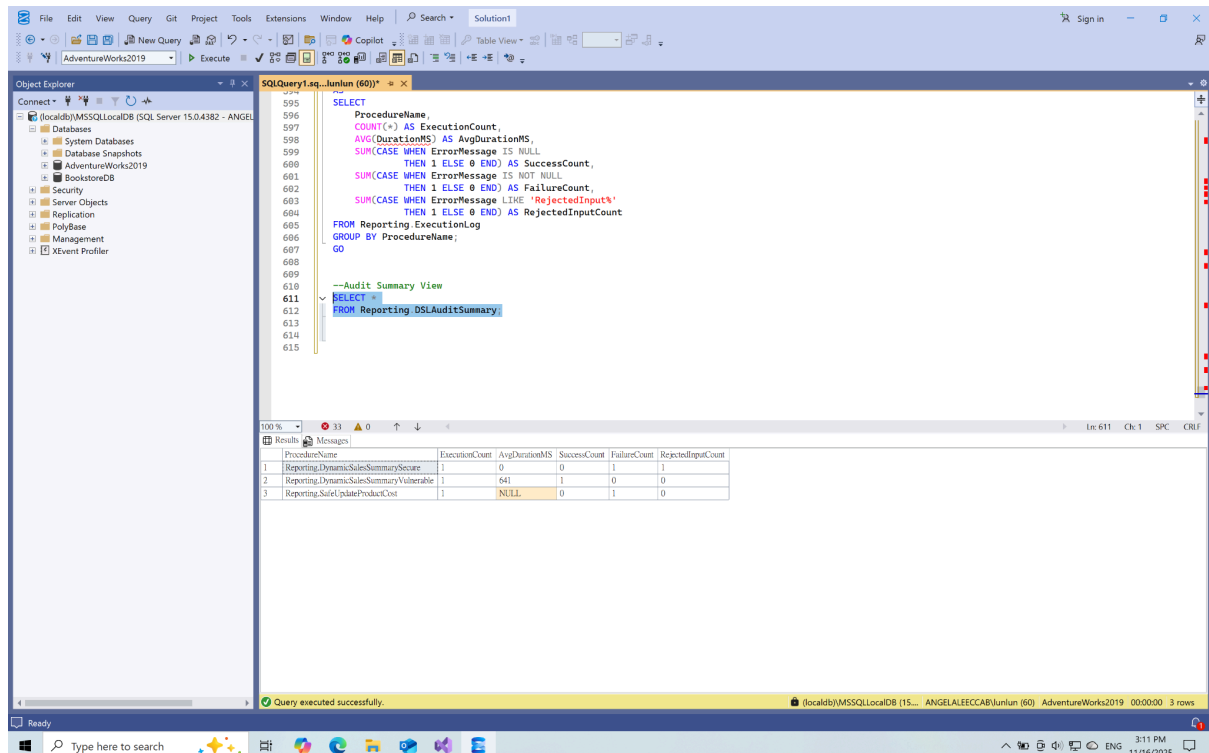 File Edit View Query Git Project Tools Extensions Window Help Search Solution1 Sign in
New Query Copilot Table View
AdventureWorks2019 Execute
Object Explorer
Connect
(localdb)\MSSQLLocalDB (SQL Server 15.0.4382 - ANGEL
Databases
System Databases
Database Snapshots
AdventureWorks2019
BookstoreDB
Security
Server Objects
Replication
PolyBase
Management
XEvent Profiler
SQLQuery1.sq...lunlun (60))*
594 AS
595 SELECT
596 ProcedureName,
597 COUNT(*) AS ExecutionCount,
598 AVG(DurationMS) AS AvgDurationMS,
599 SUM(CASE WHEN ErrorMessage IS NULL
600 THEN 1 ELSE 0 END) AS SuccessCount,
601 SUM(CASE WHEN ErrorMessage IS NOT NULL
602 THEN 1 ELSE 0 END) AS FailureCount,
603 SUM(CASE WHEN ErrorMessage LIKE 'RejectedInput%'
604 THEN 1 ELSE 0 END) AS RejectedInputCount
605 FROM Reporting.ExecutionLog
606 GROUP BY ProcedureName;
607 GO
608
609
610 --Audit Summary View
611 SELECT *
612 FROM Reporting.DSLAuditSummary;
613
614
615
100 % 33 0 Ln: 611 Ch: 1 SPC CRLF
Results Messages
ProcedureName ExecutionCount AvgDurationMS SuccessCount FailureCount RejectedInputCount
1 Reporting.DynamicSalesSummarySecure 1 0 0 1 1
2 Reporting.DynamicSalesSummaryVulnerable 1 641 1 0 0
3 Reporting.SafeUpdateProductCost 1 NULL 0 1 0
Query executed successfully. (localdb)\MSSQLLocalDB (15.... ANGELALEECCAB\lunlun (60) AdventureWorks2019 00:00:00 3 rows
Ready
Type here to search ENG 3:11 PM
11/16/2025